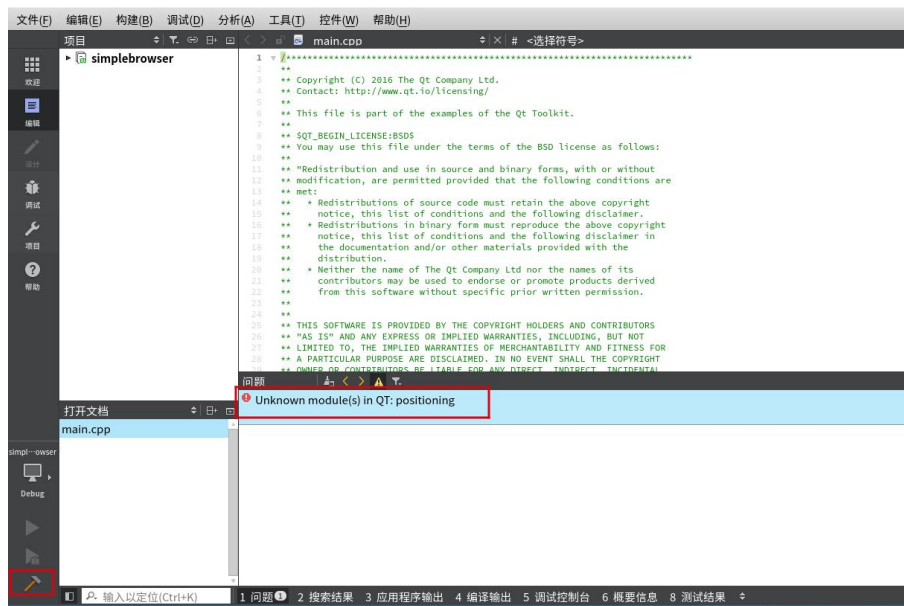 文件(F) 编辑(E) 构建(B) 调试(D) 分析(A) 工具(T) 控件(W) 帮助(H)
项目
main.cpp
# <选择符号>
欢迎
编辑
设计
调试
项目
帮助
simplebrowser
1 /****************************************************************************
2 **
3 ** Copyright (C) 2016 The Qt Company Ltd.
4 ** Contact: http://www.qt.io/licensing/
5 **
6 ** This file is part of the examples of the Qt Toolkit.
7 **
8 ** $QT_BEGIN_LICENSE:BSD$
9 ** You may use this file under the terms of the BSD license as follows:
10 **
11 ** "Redistribution and use in source and binary forms, with or without
12 ** modification, are permitted provided that the following conditions are
13 ** met:
14 ** * Redistributions of source code must retain the above copyright
15 ** notice, this list of conditions and the following disclaimer.
16 ** * Redistributions in binary form must reproduce the above copyright
17 ** notice, this list of conditions and the following disclaimer in
18 ** the documentation and/or other materials provided with the
19 ** distribution.
20 ** * Neither the name of The Qt Company Ltd nor the names of its
21 ** contributors may be used to endorse or promote products derived
22 ** from this software without specific prior written permission.
23 **
24 **
25 ** THIS SOFTWARE IS PROVIDED BY THE COPYRIGHT HOLDERS AND CONTRIBUTORS
26 ** "AS IS" AND ANY EXPRESS OR IMPLIED WARRANTIES, INCLUDING, BUT NOT
27 ** LIMITED TO, THE IMPLIED WARRANTIES OF MERCHANTABILITY AND FITNESS FOR
28 ** A PARTICULAR PURPOSE ARE DISCLAIMED. IN NO EVENT SHALL THE COPYRIGHT
29 ** OWNER OR CONTRIBUTORS BE LIABLE FOR ANY DIRECT, INDIRECT, INCIDENTAL,
问题
Unknown module(s) in QT: positioning
打开文档
main.cpp
simpl···owser
Debug
输入以定位(Ctrl+K)
1 问题 1 2 搜索结果 3 应用程序输出 4 编译输出 5 调试控制台 6 概要信息 8 测试结果